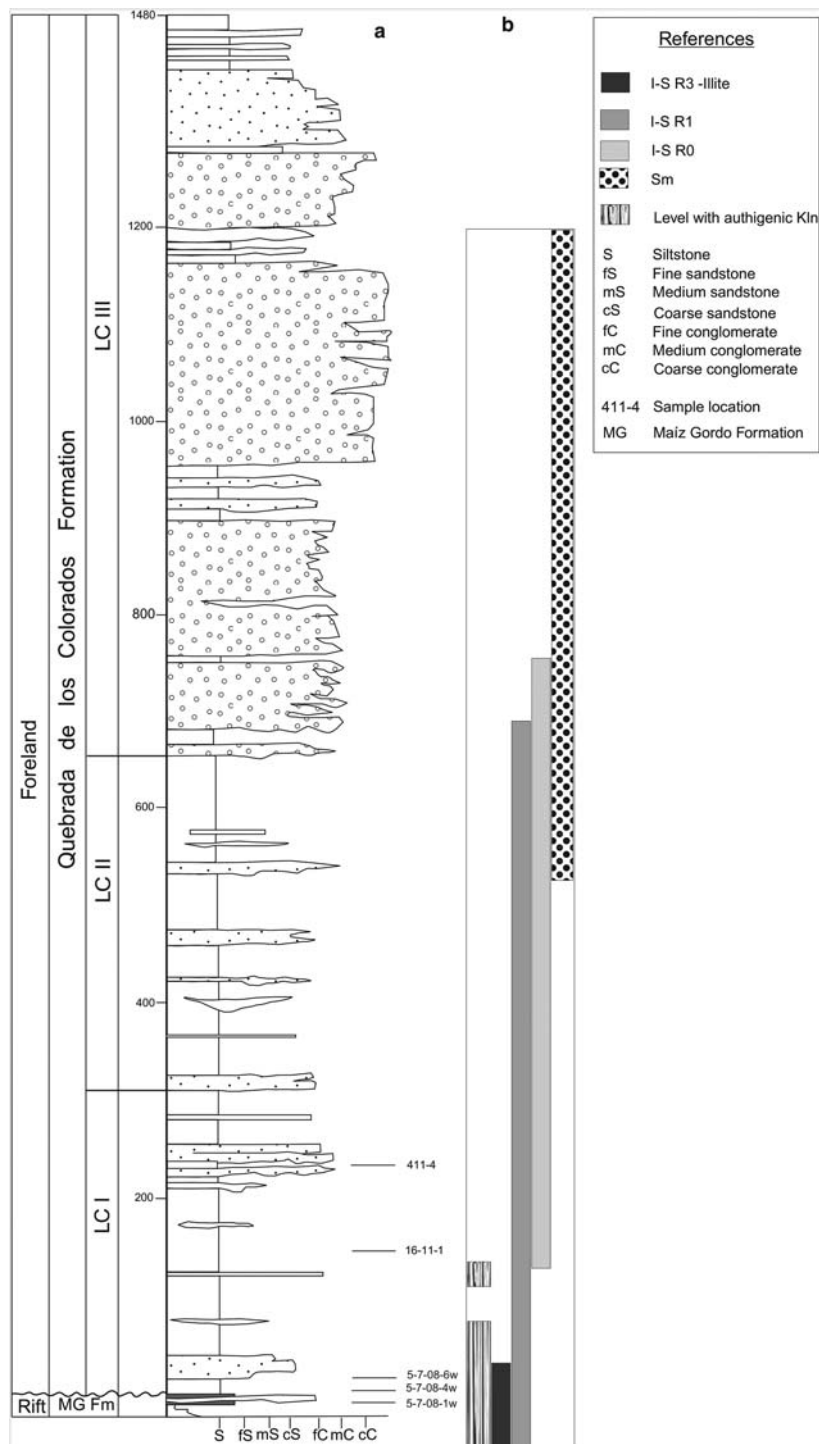 a
b
1480
1200
1000
800
600
400
200
Foreland
Quebrada de los Colorados Formation
LC III
LC II
LC I
Rift
MG Fm
411-4
16-11-1
5-7-08-6w
5-7-08-4w
5-7-08-1w
S fS mS cS fC mC cC
References
I-S R3 -Illite
I-S R1
I-S R0
Sm
Level with authigenic Kln
S Siltstone
fS Fine sandstone
mS Medium sandstone
cS Coarse sandstone
fC Fine conglomerate
mC Medium conglomerate
cC Coarse conglomerate
411-4 Sample location
MG Maíz Gordo Formation